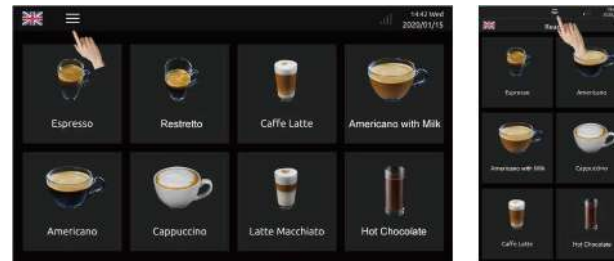 14:42 Wed
2020/01/15
Espresso
Restretto
Caffe Latte
Americano with Milk
Americano
Cappuccino
Latte Macchiato
Hot Chocolate
Espresso
Americano
Americano with Milk
Cappuccino
Caffe Latte
Hot Chocolate